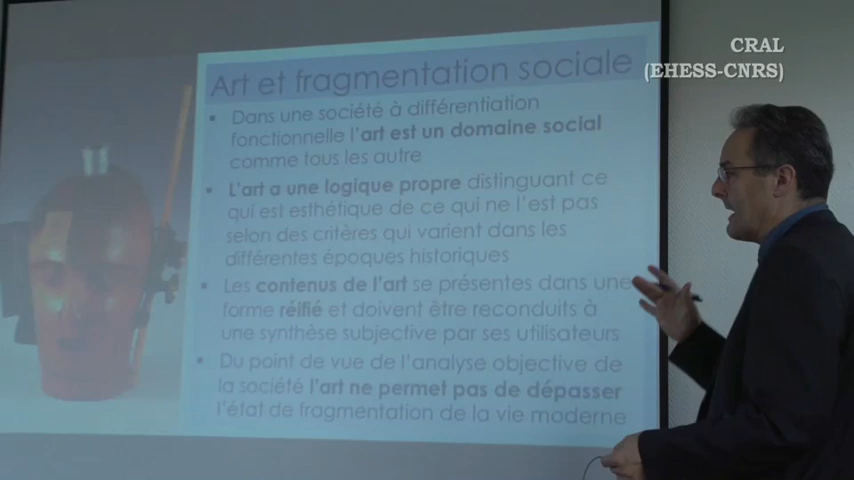 CRAL
(EHESS-CNRS)
Art et fragmentation sociale
▪ Dans une société à différentiation
fonctionnelle l'art est un domaine social
comme tous les autre
▪ L'art a une logique propre distinguant ce
qui est esthétique de ce qui ne l'est pas
selon des critères qui varient dans les
différentes époques historiques
▪ Les contenus de l'art se présentes dans une
forme rélfié et doivent être reconduits à
une synthèse subjective par ses utilisateurs
▪ Du point de vue de l'analyse objective de
la société l'art ne permet pas de dépasser
l'état de fragmentation de la vie moderne